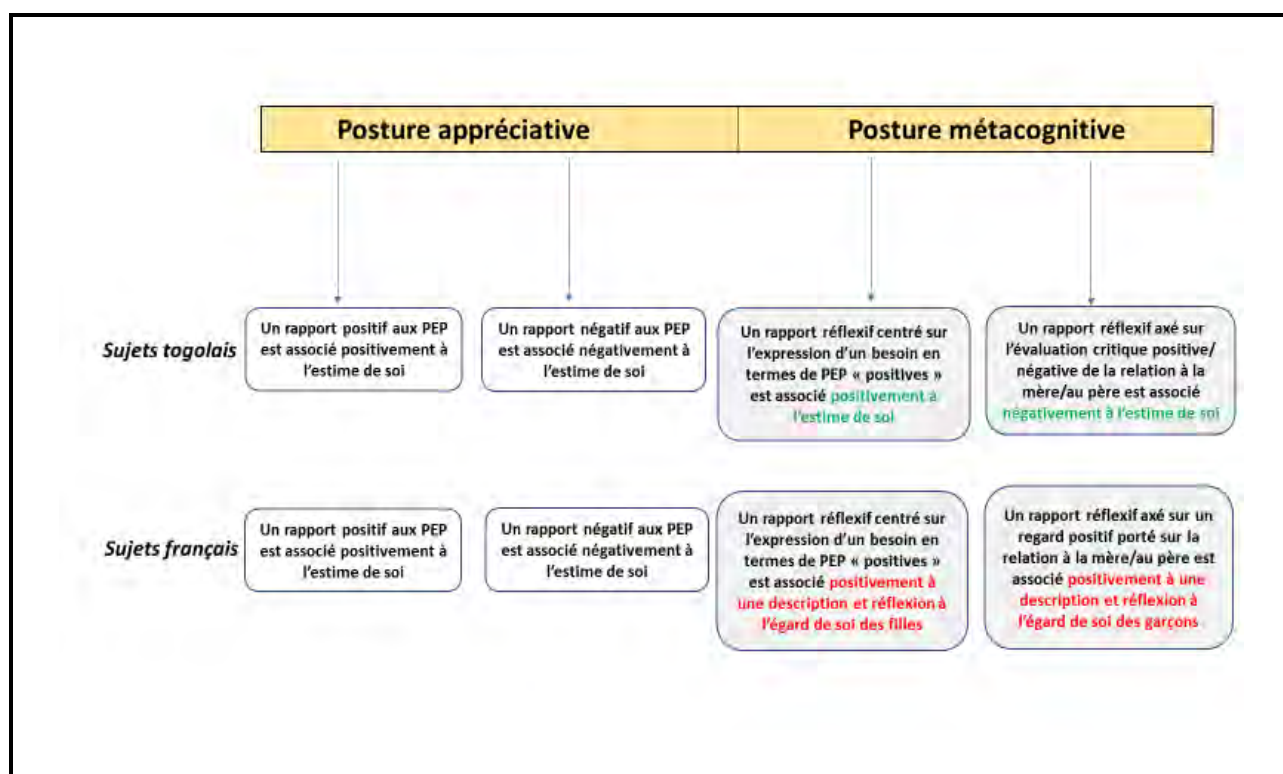 Posture appréciative
Posture métacognitive
Sujets togolais
Un rapport positif aux PEP
est associé positivement à
l'estime de soi
Un rapport négatif aux PEP
est associé négativement à
l'estime de soi
Un rapport réflexif centré sur
l'expression d'un besoin en
termes de PEP « positives »
est associé positivement à
l'estime de soi
Un rapport réflexif axé sur
l'évaluation critique positive/
négative de la relation à la
mère/au père est associé
négativement à l'estime de soi
Sujets français
Un rapport positif aux PEP
est associé positivement à
l'estime de soi
Un rapport négatif aux PEP
est associé négativement à
l'estime de soi
Un rapport réflexif centré sur
l'expression d'un besoin en
termes de PEP « positives »
est associé positivement à
une description et réflexion à
l'égard de soi des filles
Un rapport réflexif axé sur un
regard positif porté sur la
relation à la mère/au père est
associé positivement à une
description et réflexion à
l'égard de soi des garçons